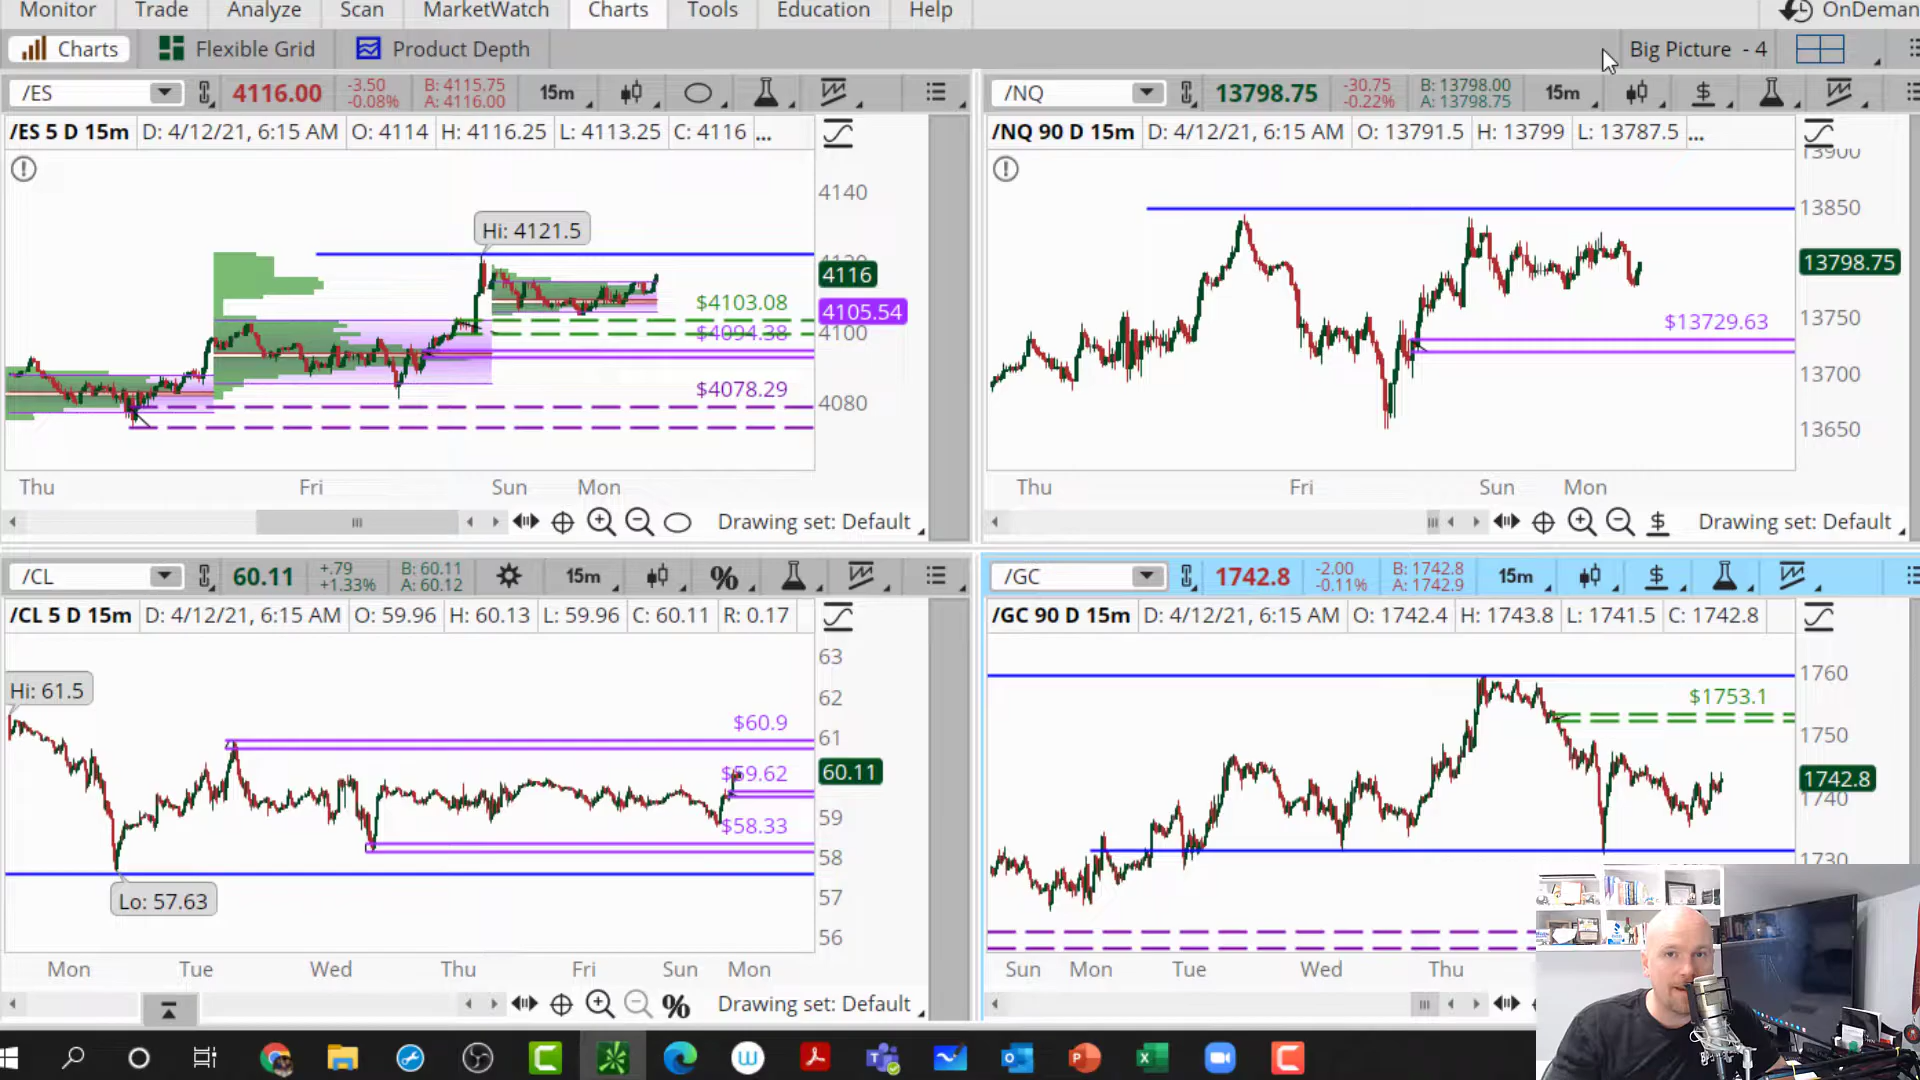 Monitor Trade Analyze Scan MarketWatch Charts Tools Education Help OnDeman
Charts Flexible Grid Product Depth Big Picture - 4
/ES 4116.00 -3.50 -0.08% B: 4115.75 A: 4116.00 15m
/ES 5 D 15m D: 4/12/21, 6:15 AM O: 4114 H: 4116.25 L: 4113.25 C: 4116 ...
4140
Hi: 4121.5
4116
4105.54
$4103.08
$4094.38
4100
$4078.29
4080
Thu Fri Sun Mon
Drawing set: Default
/NQ 13798.75 -30.75 -0.22% B: 13798.00 A: 13798.75 15m $
/NQ 90 D 15m D: 4/12/21, 6:15 AM O: 13791.5 H: 13799 L: 13787.5 ...
13900
13850
13798.75
$13729.63
13750
13700
13650
Thu Fri Sun Mon
$ Drawing set: Default
/CL 60.11 +.79 +1.33% B: 60.11 A: 60.12 15m %
/CL 5 D 15m D: 4/12/21, 6:15 AM O: 59.96 H: 60.13 L: 59.96 C: 60.11 R: 0.17
63
Hi: 61.5
62
$60.9
61
$59.62
60.11
$58.33
59
58
Lo: 57.63
57
56
Mon Tue Wed Thu Fri Sun Mon
% Drawing set: Default
/GC 1742.8 -2.00 -0.11% B: 1742.8 A: 1742.9 15m $
/GC 90 D 15m D: 4/12/21, 6:15 AM O: 1742.4 H: 1743.8 L: 1741.5 C: 1742.8
1760
$1753.1
1750
1742.8
1740
1730
Sun Mon Tue Wed Thu